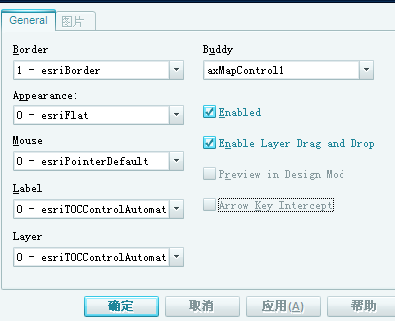 General 图片
Border
1 - esriBorder
Buddy
axMapControl1
Appearance:
0 - esriFlat
Enabled
Mouse
0 - esriPointerDefault
Enable Layer Drag and Drop
Preview in Design Mod
Label
0 - esriTOCControlAutomat
Arrow Key Intercept
Layer
0 - esriTOCControlAutomat
确定 取消 应用(A) 帮助